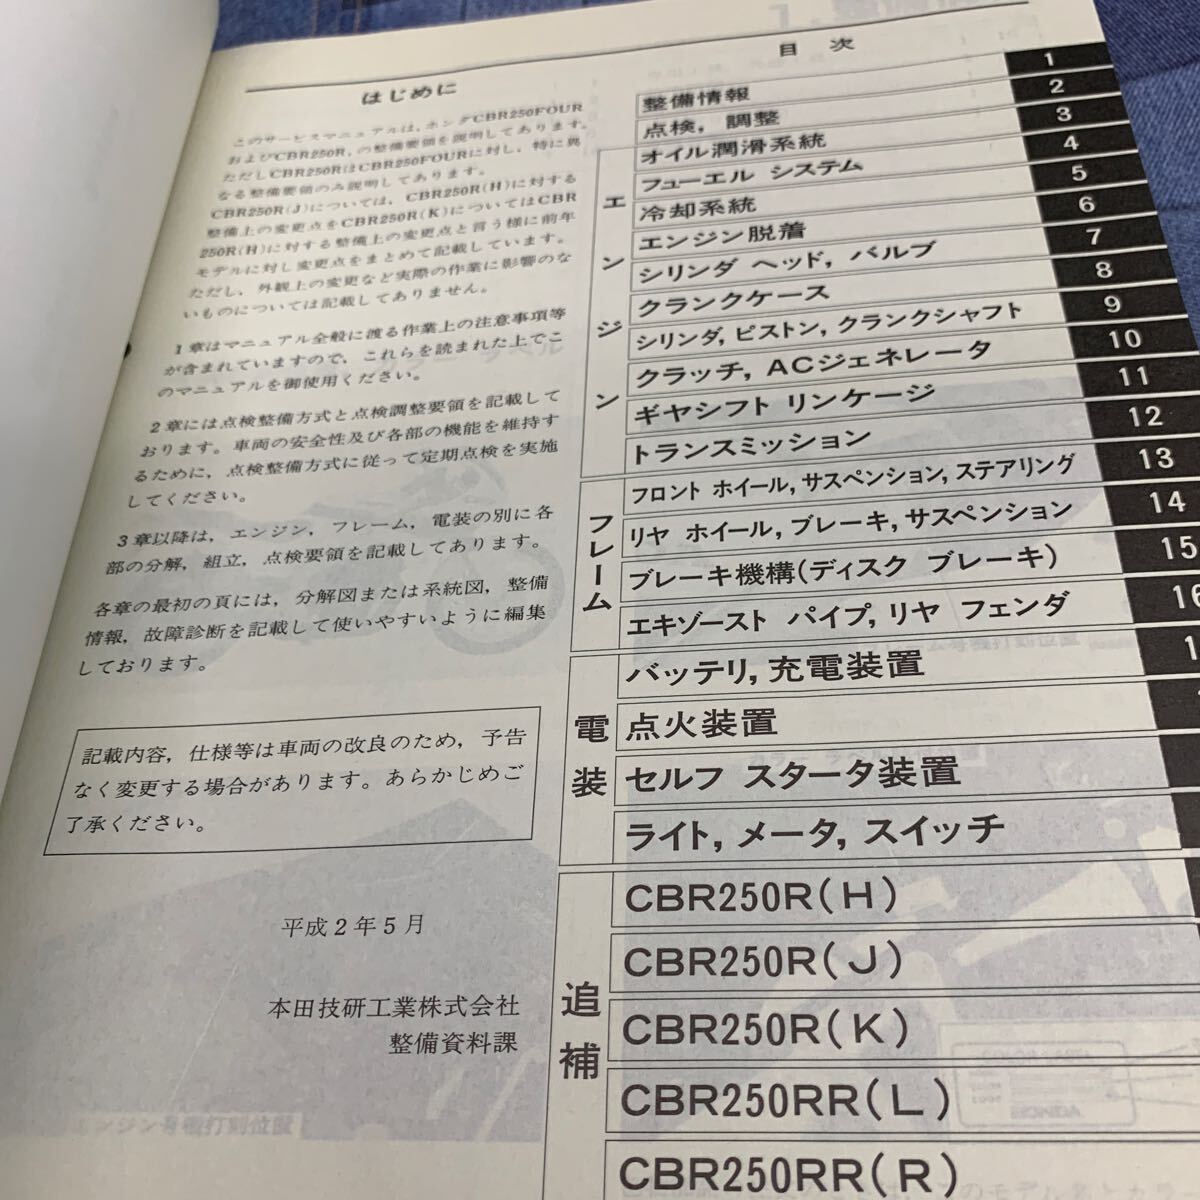 はじめに
このサービスマニュアルは、ホンダCBR250FOUR
およびCBR250R、の整備要領を説明してあります。
ただしCBR250RはCBR250FOURに対し、特に異
なる整備要領のみ説明してあります。
CBR250R(J)については、CBR250R(H)に対する
整備上の変更点をCBR250R(K)についてはCBR
250R(H)に対する整備上の変更点と言う様に前年
モデルに対し変更点をまとめて記載しています。
ただし、外観上の変更など実際の作業に影響のな
いものについては記載してありません。
1章はマニュアル全般に渡る作業上の注意事項等
が含まれていますので、これらを読まれた上でこ
のマニュアルを御使用ください。
2章には点検整備方式と点検調整要領を記載して
おります。車両の安全性及び各部の機能を維持す
るために、点検整備方式に従って定期点検を実施
してください。
3章以降は、エンジン、フレーム、電装の別に各
部の分解、組立、点検要領を記載してあります。
各章の最初の頁には、分解図または系統図、整備
情報、故障診断を記載して使いやすいように編集
しております。
記載内容、仕様等は車両の改良のため、予告
なく変更する場合があります。あらかじめご
了承ください。
平成2年5月
本田技研工業株式会社
整備資料課
目 次
整備情報 1
点検，調整 2
エンジン
オイル潤滑系統 3
フューエル システム 4
冷却系統 5
エンジン脱着 6
シリンダ ヘッド，バルブ 7
クランクケース 8
シリンダ，ピストン，クランクシャフト 9
クラッチ，ACジェネレータ 10
ギヤシフト リンケージ 11
トランスミッション 12
フレーム
フロント ホイール，サスペンション，ステアリング 13
リヤ ホイール，ブレーキ，サスペンション 14
ブレーキ機構(ディスク ブレーキ) 15
エキゾースト パイプ，リヤ フェンダ 16
電装
バッテリ，充電装置 1
点火装置
セルフ スタータ装置
ライト，メータ，スイッチ
追補
CBR250R(H)
CBR250R(J)
CBR250R(K)
CBR250RR(L)
CBR250RR(R)